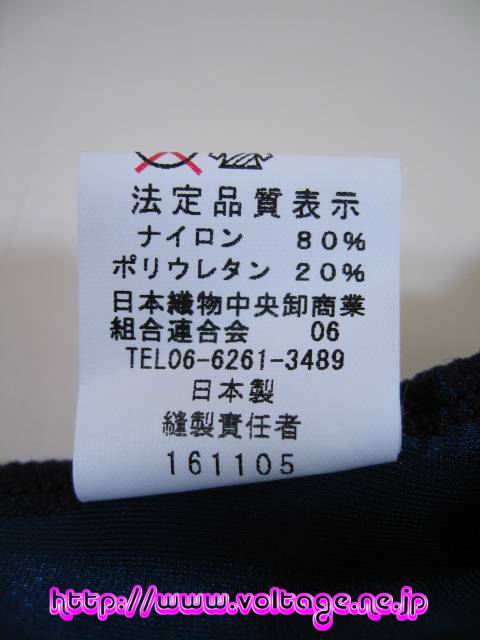 法定品質表示
ナイロン 80%
ポリウレタン 20%
日本織物中央卸商業
組合連合会 06
TEL06-6261-3489
日本製
縫製責任者
161105
http://www.voltage.ne.jp